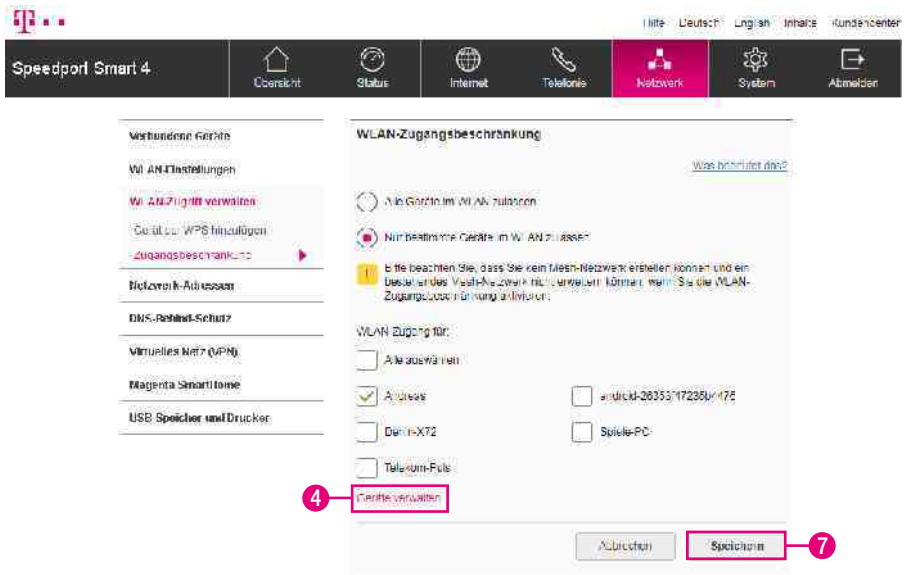 T
Hilfe Deutsch English Inhalte Kundencenter
Speedport Smart 4
Übersicht Status Internet Telefonie Netzwerk System Abmelden
Verbundene Geräte
WLAN-Einstellungen
WLAN-Zugriff verwalten
Gerät per WPS hinzufügen
Zugangsbeschränkung
Netzwerk-Adressen
DNS-Rebind-Schutz
Virtuelles Netz (VPN)
Magenta SmartHome
USB Speicher und Drucker
WLAN-Zugangsbeschränkung
Was bedeutet das?
Alle Geräte im WLAN zulassen
Nur bestimmte Geräte im WLAN zulassen
! Bitte beachten Sie, dass Sie kein Mesh-Netzwerk erstellen können und ein
bestehendes Mesh-Netzwerk nicht erweitern können, wenn Sie die WLAN-
Zugangsbeschränkung aktivieren.
WLAN-Zugang für:
Alle auswählen
Andreas
Telekom-Puls
Spiele-PC
Geräte verwalten
4
Abbrechen Speichern
7